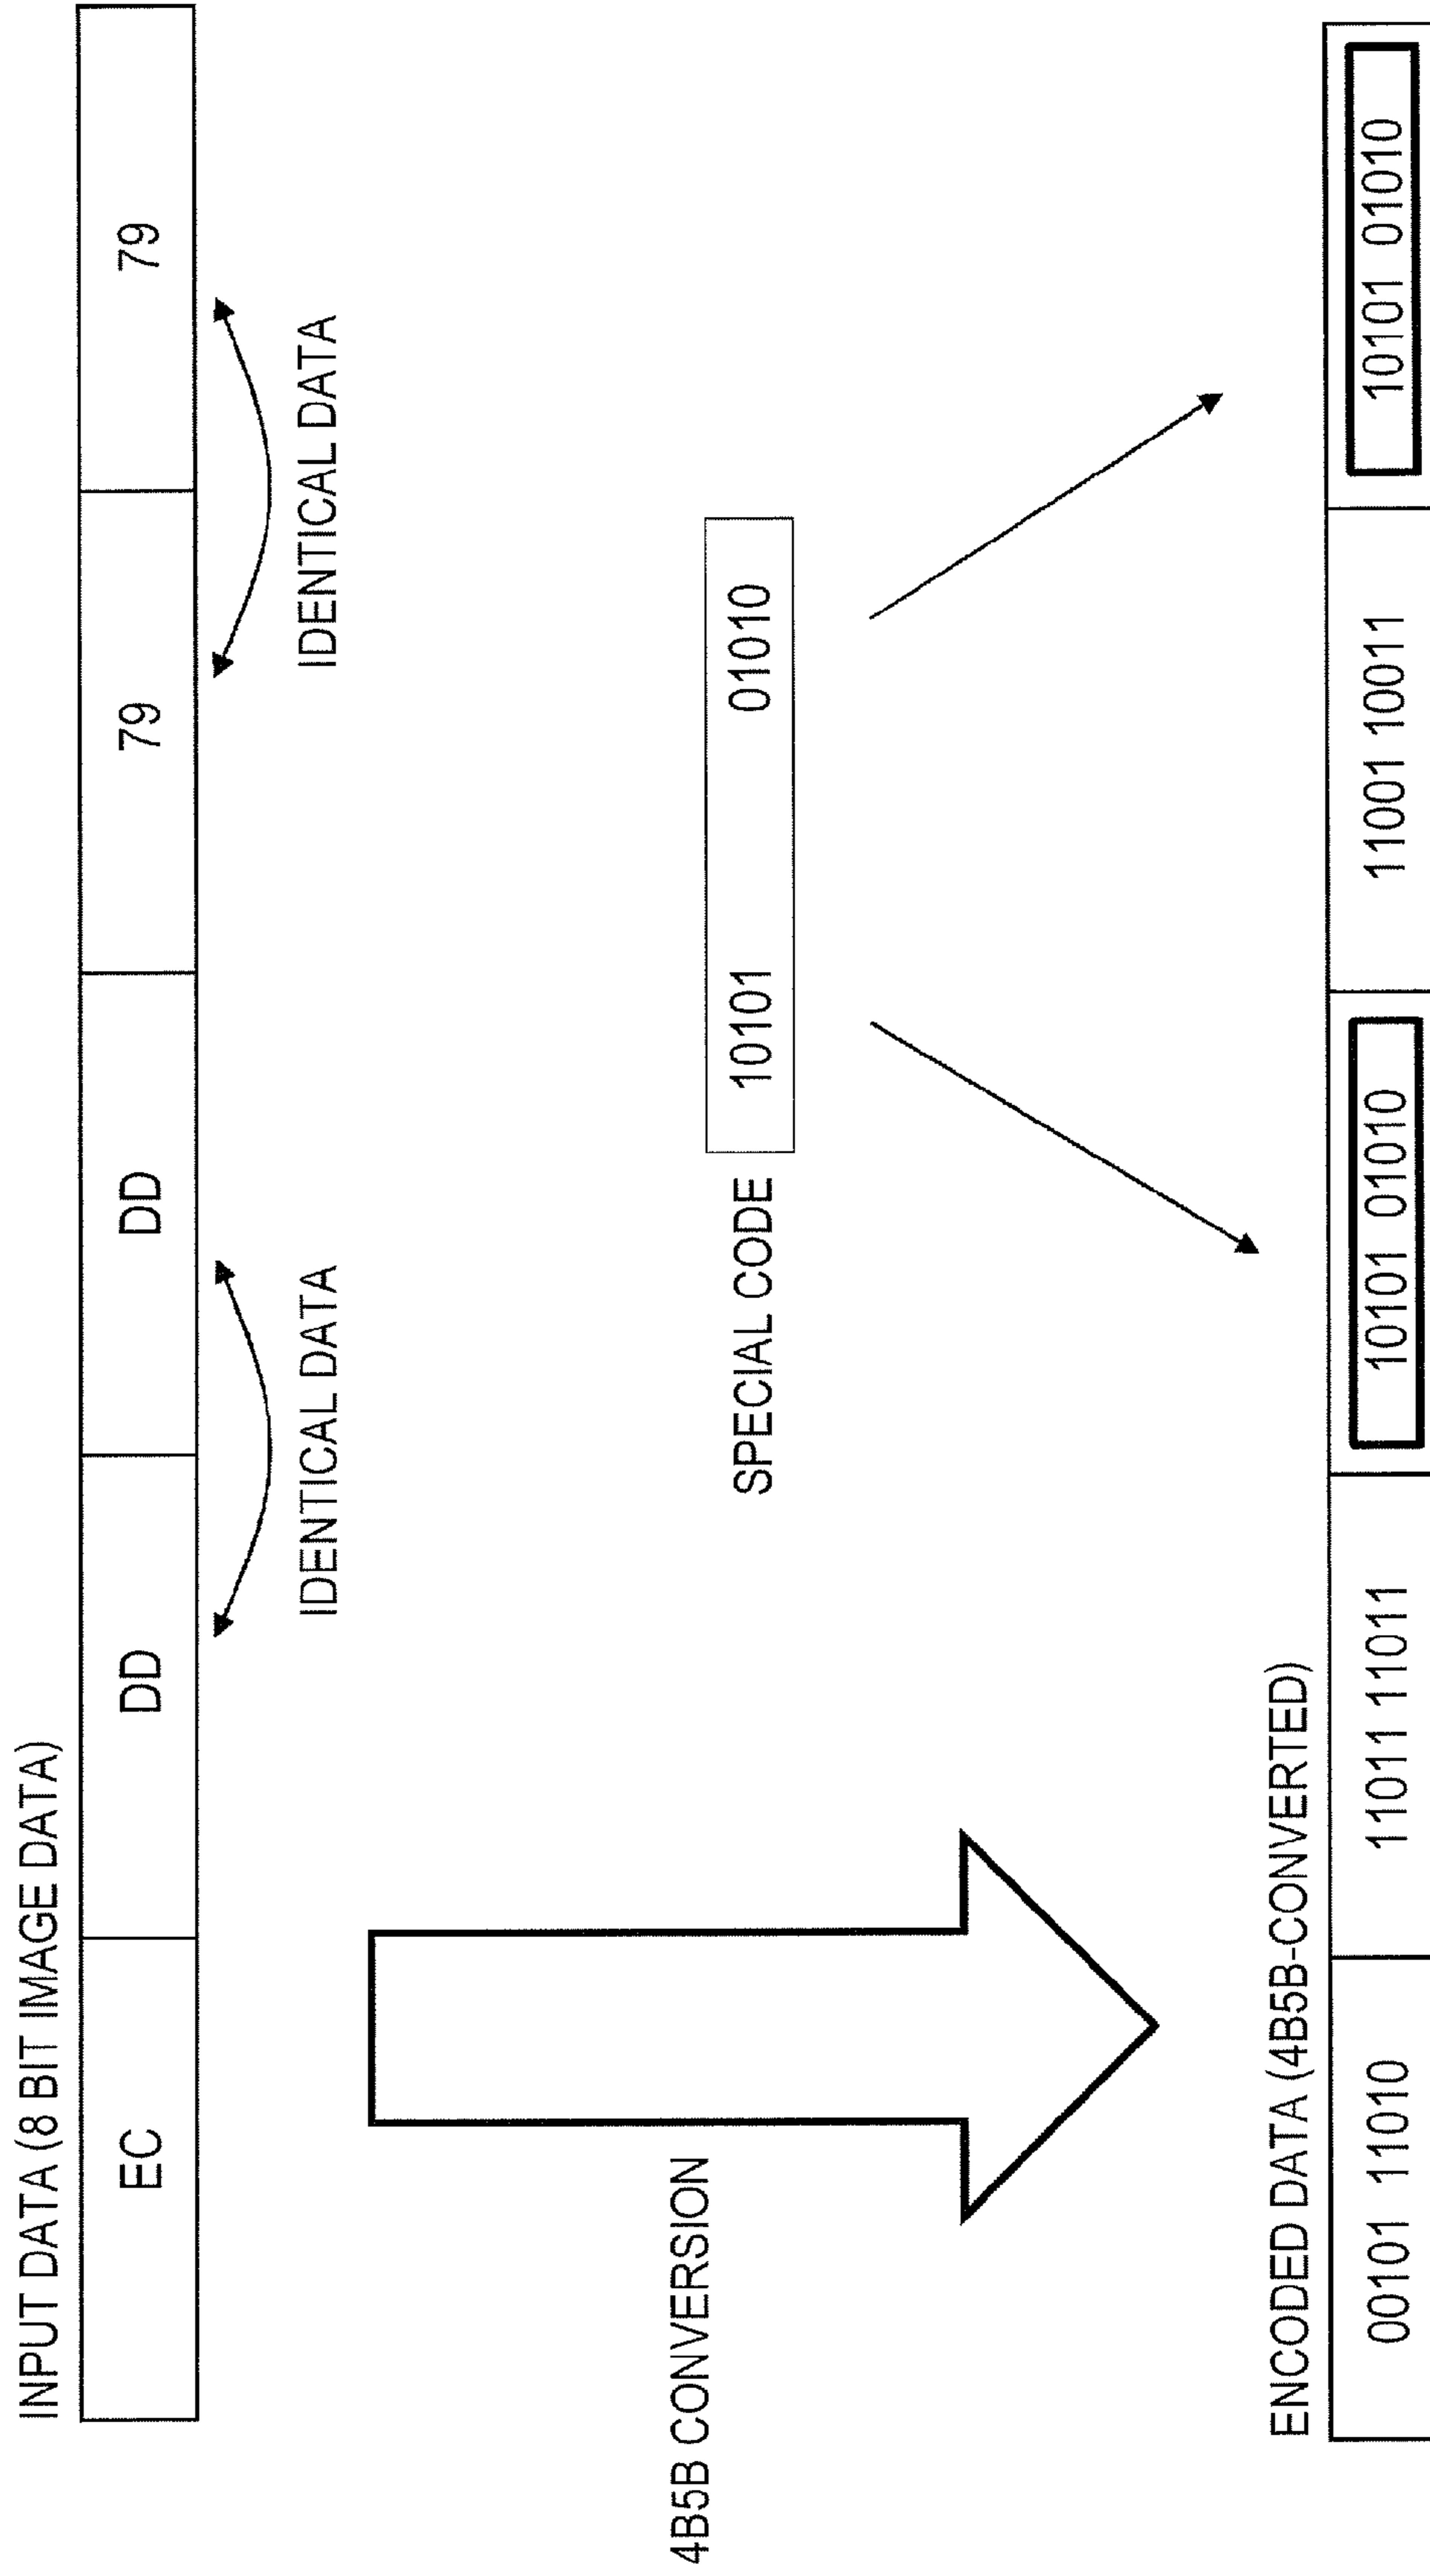 INPUT DATA (8 BIT IMAGE DATA)
EC DD DD 79 79
IDENTICAL DATA IDENTICAL DATA
4B5B CONVERSION
SPECIAL CODE 10101 01010
ENCODED DATA (4B5B-CONVERTED)
00101 11010 11011 11011 10101 01010 11001 10011 10101 01010